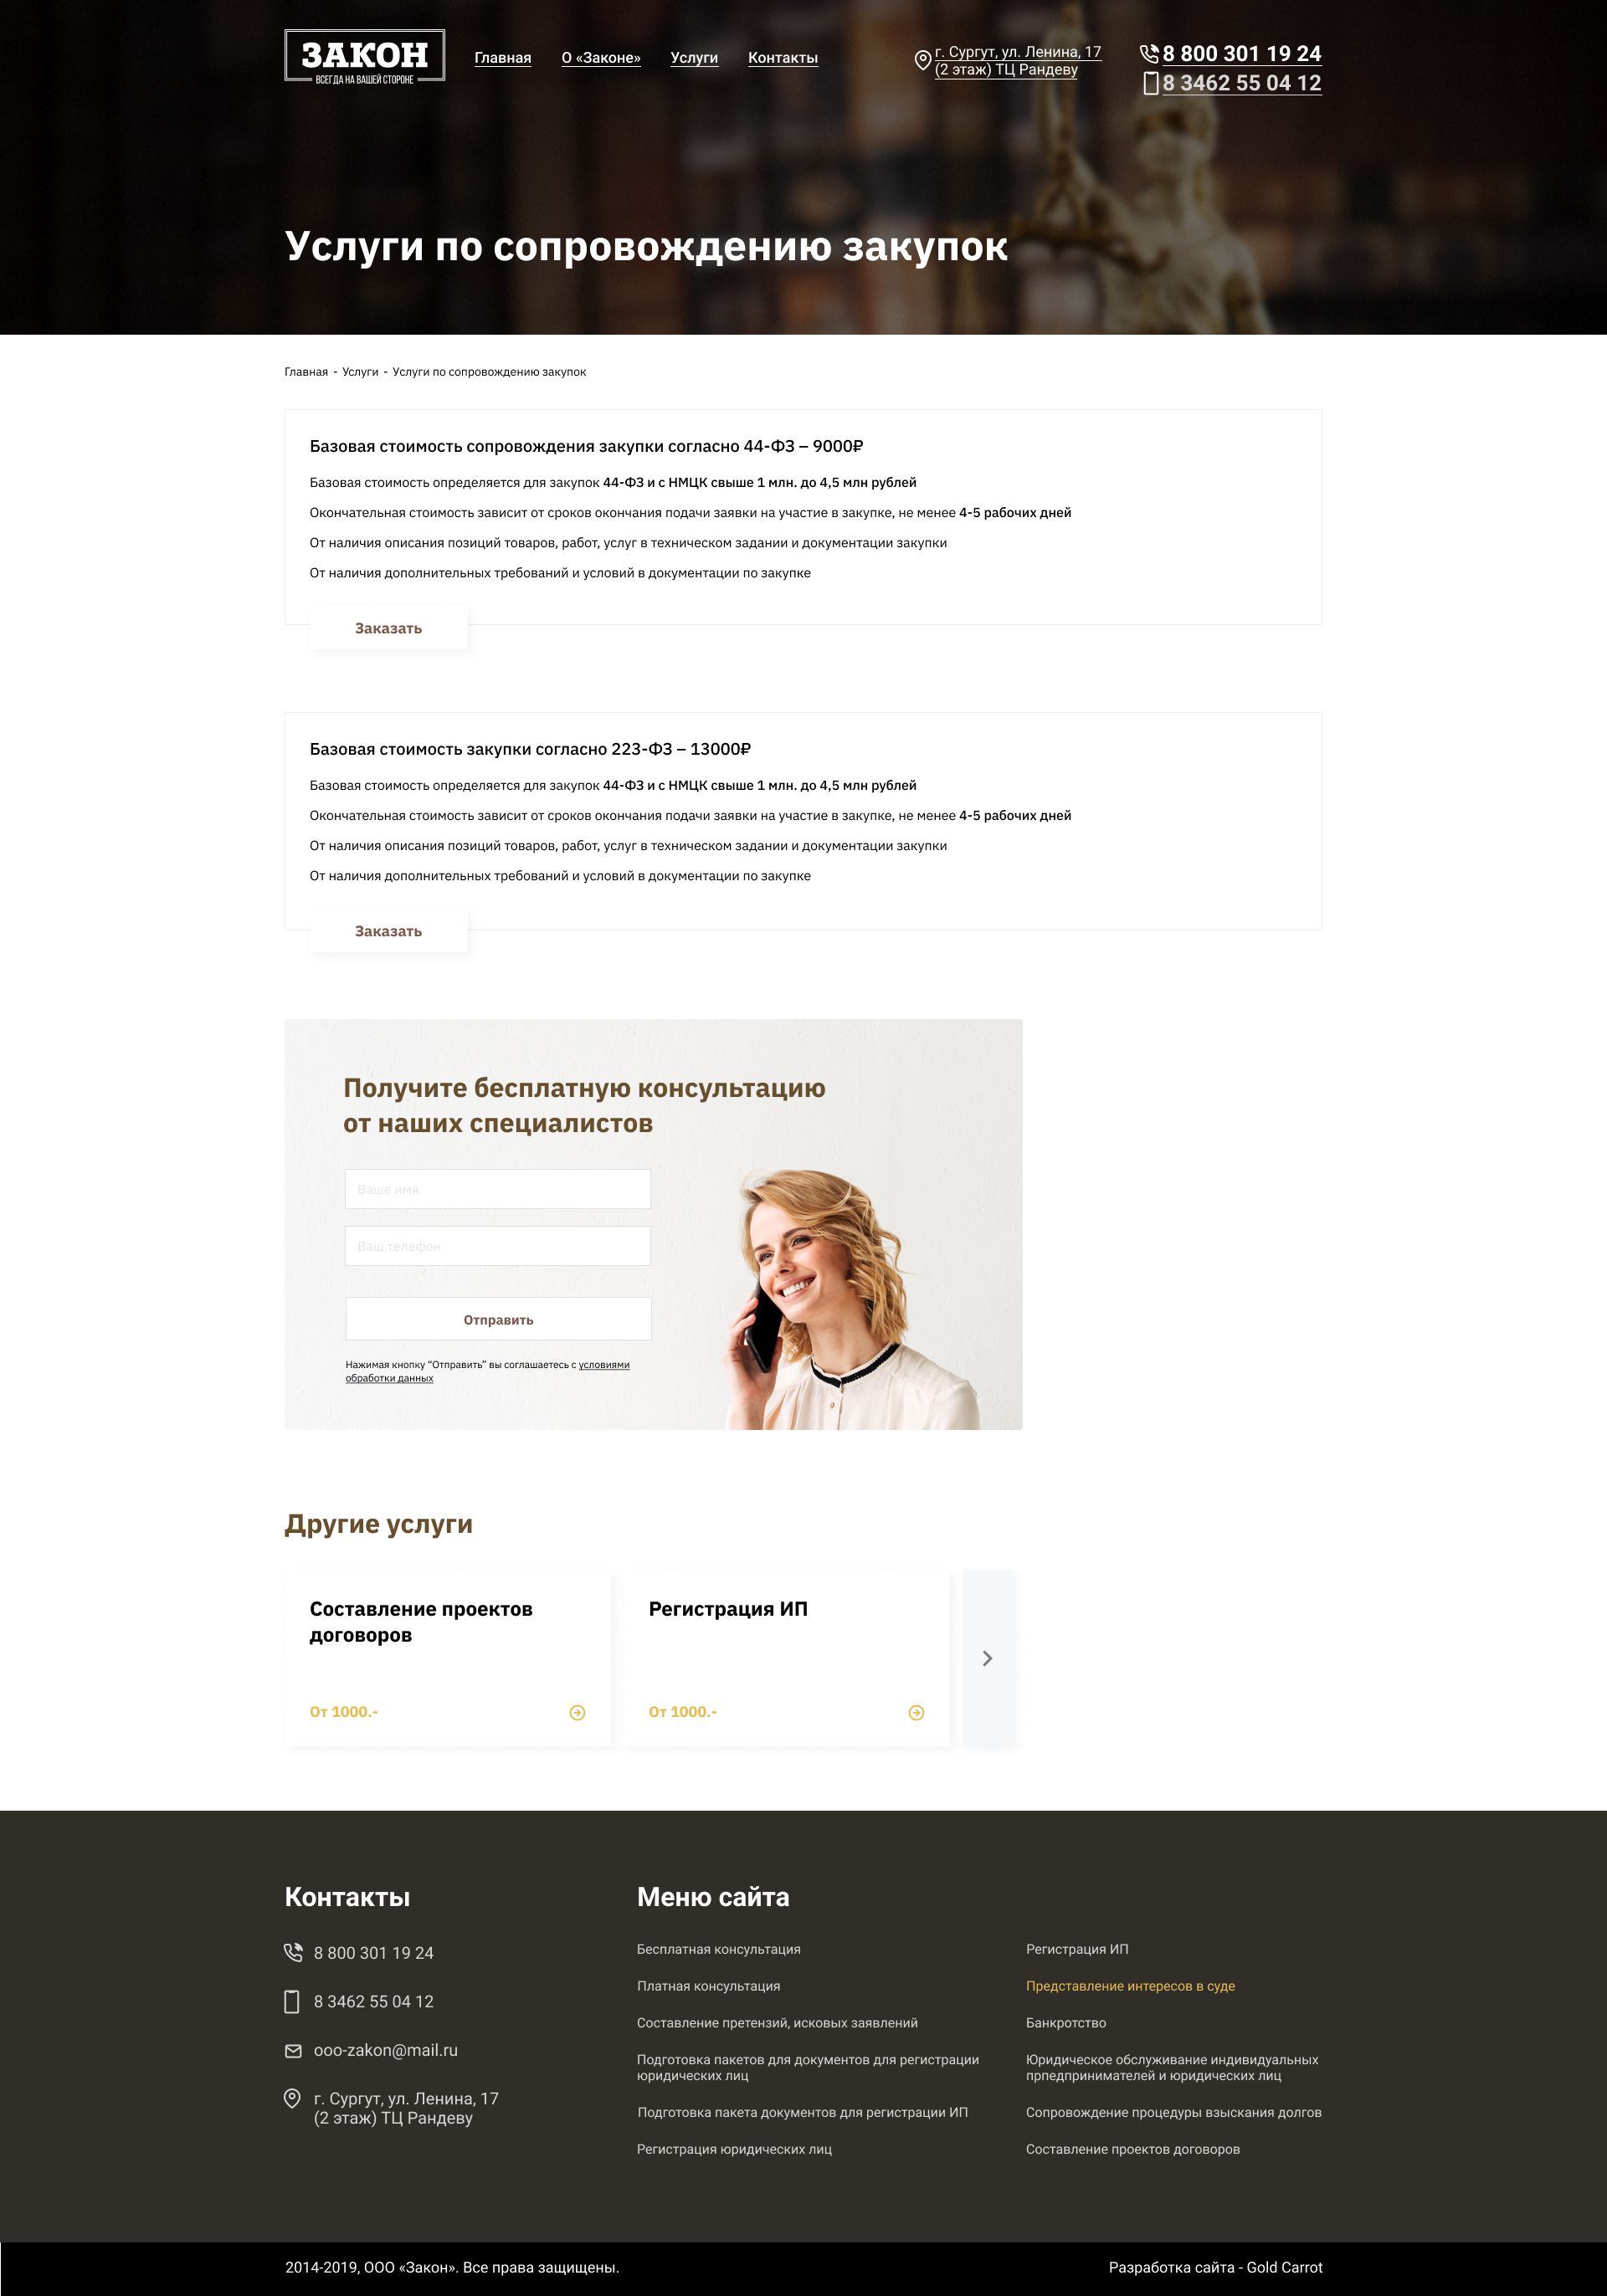 ЗАКОН
ВСЕГДА НА ВАШЕЙ СТОРОНЕ
Главная
О «Законе»
Услуги
Контакты
г. Сургут, ул. Ленина, 17
(2 этаж) ТЦ Рандеву
8 800 301 19 24
8 3462 55 04 12
Услуги по сопровождению закупок
Главная - Услуги - Услуги по сопровождению закупок
Базовая стоимость сопровождения закупки согласно 44-ФЗ – 9000₽
Базовая стоимость определяется для закупок 44-ФЗ и с НМЦК свыше 1 млн. до 4,5 млн рублей
Окончательная стоимость зависит от сроков окончания подачи заявки на участие в закупке, не менее 4-5 рабочих дней
От наличия описания позиций товаров, работ, услуг в техническом задании и документации закупки
От наличия дополнительных требований и условий в документации по закупке
Заказать
Базовая стоимость закупки согласно 223-ФЗ – 13000₽
Базовая стоимость определяется для закупок 44-ФЗ и с НМЦК свыше 1 млн. до 4,5 млн рублей
Окончательная стоимость зависит от сроков окончания подачи заявки на участие в закупке, не менее 4-5 рабочих дней
От наличия описания позиций товаров, работ, услуг в техническом задании и документации закупки
От наличия дополнительных требований и условий в документации по закупке
Заказать
Получите бесплатную консультацию
от наших специалистов
Ваше имя
Ваш телефон
Отправить
Нажимая кнопку “Отправить” вы соглашаетесь с условиями
обработки данных
Другие услуги
Составление проектов
договоров
От 1000.-
Регистрация ИП
От 1000.-
Контакты
8 800 301 19 24
8 3462 55 04 12
ooo-zakon@mail.ru
г. Сургут, ул. Ленина, 17
(2 этаж) ТЦ Рандеву
Меню сайта
Бесплатная консультация
Платная консультация
Составление претензий, исковых заявлений
Подготовка пакетов для документов для регистрации
юридических лиц
Подготовка пакета документов для регистрации ИП
Регистрация юридических лиц
Регистрация ИП
Представление интересов в суде
Банкротство
Юридическое обслуживание индивидуальных
прпедпринимателей и юридических лиц
Сопровождение процедуры взыскания долгов
Составление проектов договоров
2014-2019, ООО «Закон». Все права защищены.
Разработка сайта - Gold Carrot